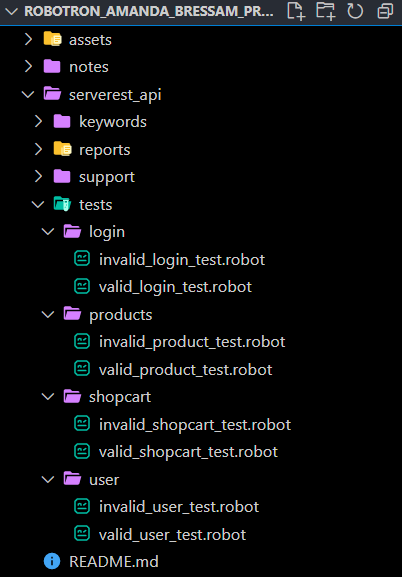 ROBOTRON_AMANDA_BRESSAM_PR...
assets
notes
serverest_api
keywords
reports
support
tests
login
invalid_login_test.robot
valid_login_test.robot
products
invalid_product_test.robot
valid_product_test.robot
shopcart
invalid_shopcart_test.robot
valid_shopcart_test.robot
user
invalid_user_test.robot
valid_user_test.robot
README.md